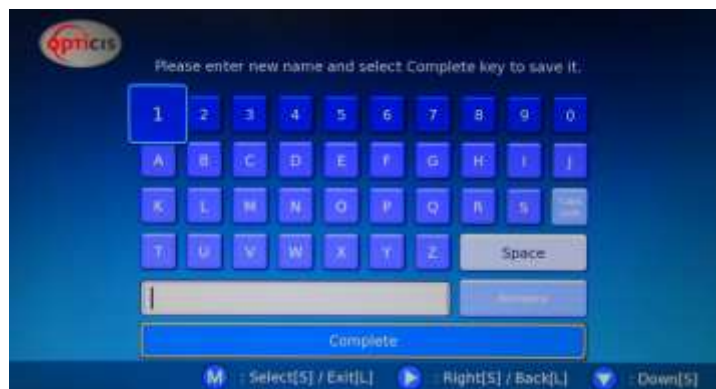 OPTICIS
Please enter new name and select Complete key to save it.
1 2 3 4 5 6 7 8 9 0
A B C D E F G H I J
K L M N O P Q R S
T U V W X Y Z Space
Complete
M : Select[S] / Exit[L] : Right[S] / Back[L] : Down[S]